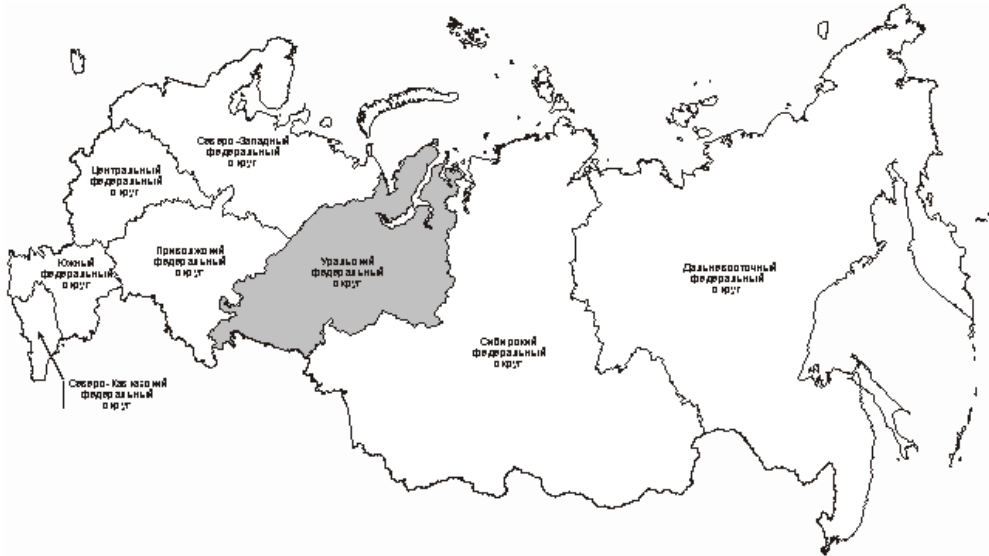 Северо-Западный
федеральный
округ
Центральный
федеральный
округ
Южный
федеральный
округ
Приволжский
федеральный
округ
Уральский
федеральный
округ
Дальневосточный
федеральный
округ
Сибирский
федеральный
округ
Северо-Кавказский
федеральный
округ